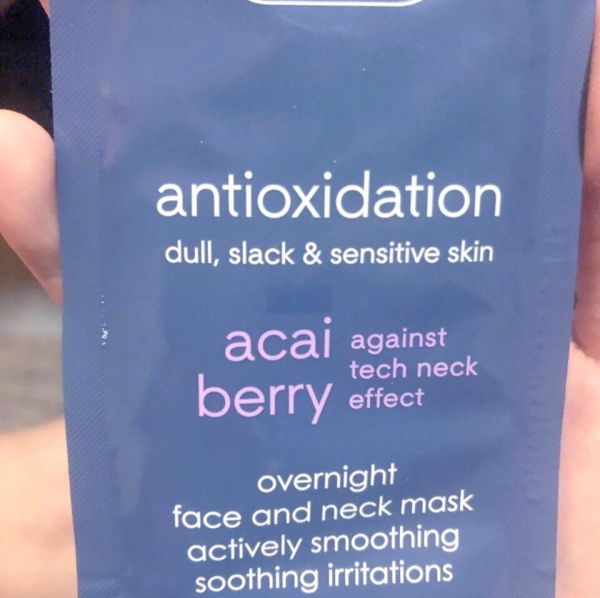 antioxidation
dull, slack & sensitive skin
acai
berry
against
tech neck
effect
overnight
face and neck mask
actively smoothing
soothing irritations